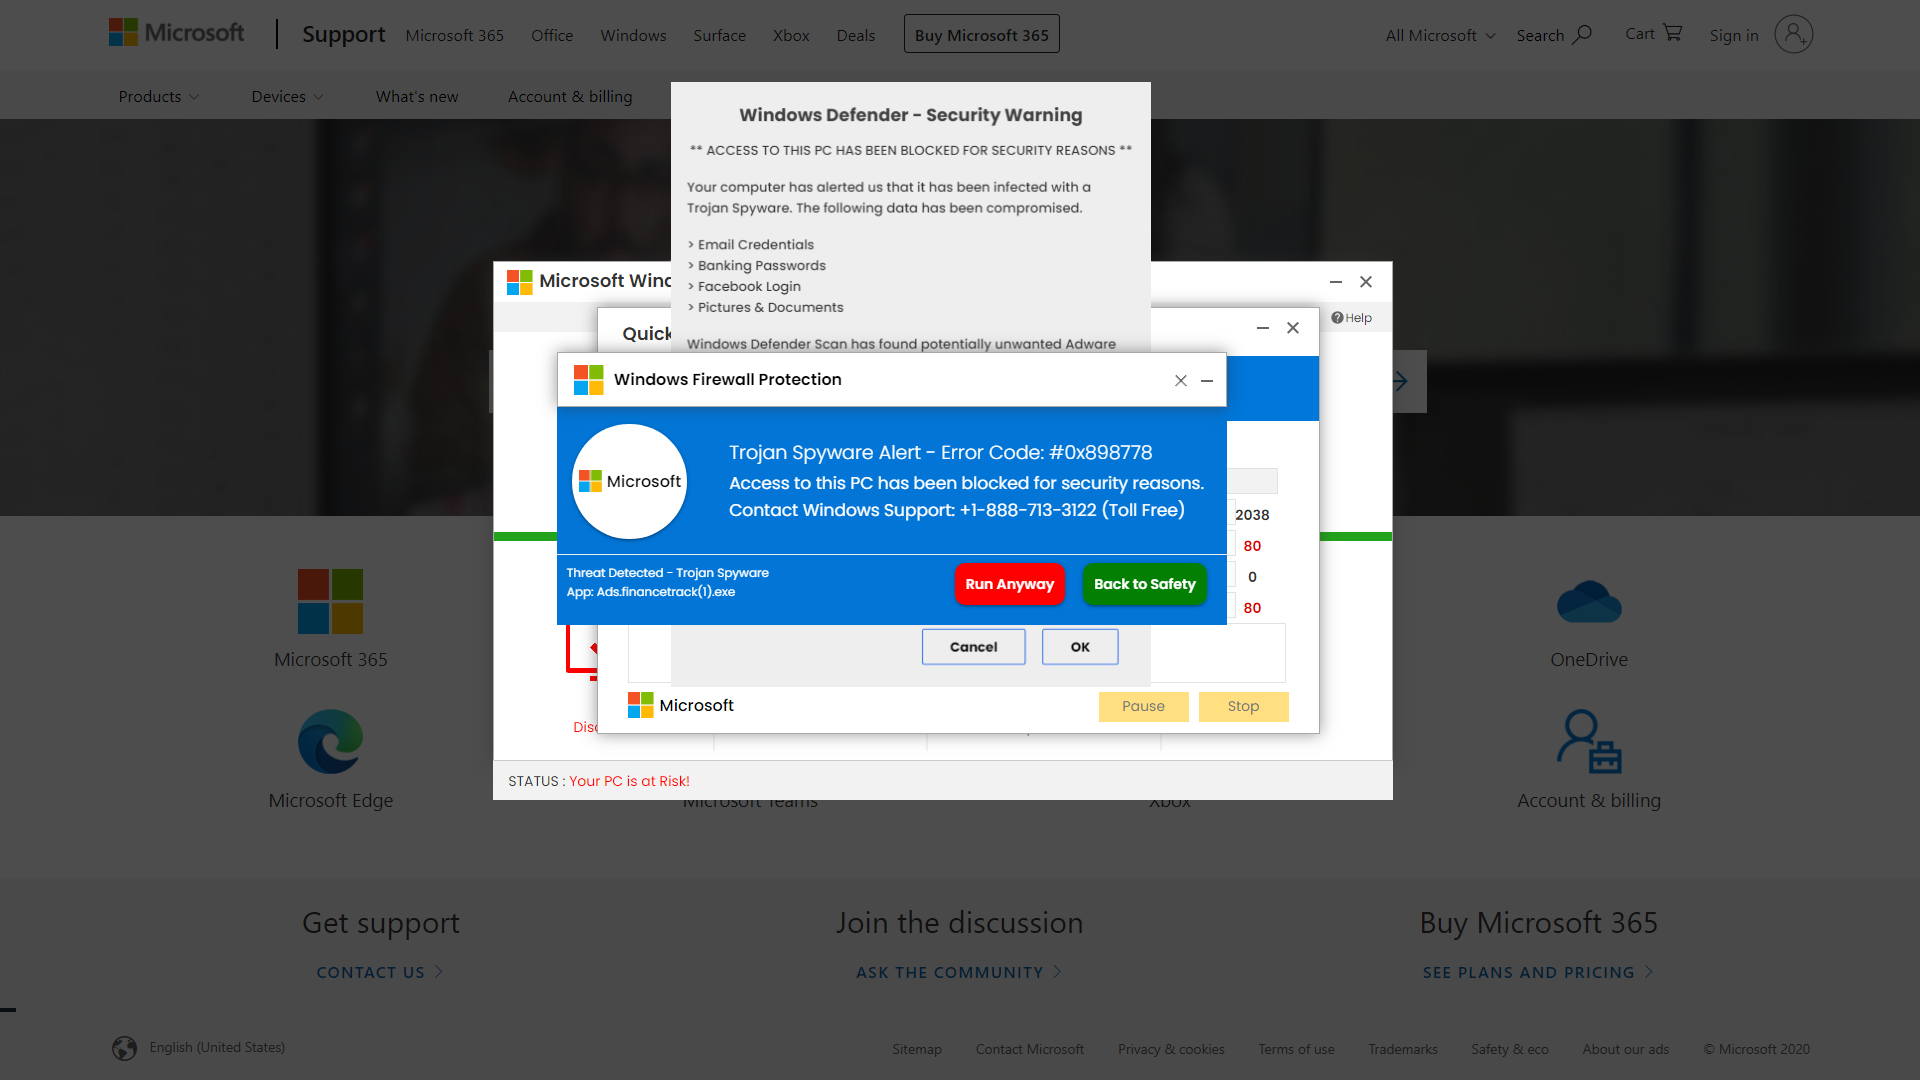 Microsoft
Support
Microsoft 365
Office
Windows
Surface
Xbox
Deals
Buy Microsoft 365
All Microsoft
Search
Cart
Sign in
Products
Devices
What's new
Account & billing
Windows Defender - Security Warning
** ACCESS TO THIS PC HAS BEEN BLOCKED FOR SECURITY REASONS **
Your computer has alerted us that it has been infected with a
Trojan Spyware. The following data has been compromised.
> Email Credentials
> Banking Passwords
> Facebook Login
> Pictures & Documents
Windows Defender Scan has found potentially unwanted Adware
Microsoft Wind
Help
Quick
Windows Firewall Protection
Microsoft
Trojan Spyware Alert - Error Code: #0x898778
Access to this PC has been blocked for security reasons.
Contact Windows Support: +1-888-713-3122 (Toll Free)
Threat Detected - Trojan Spyware
App: Ads.financetrack(1).exe
Run Anyway
Back to Safety
2038
80
0
80
Cancel
OK
Microsoft
Pause
Stop
STATUS : Your PC is at Risk!
Microsoft 365
OneDrive
Microsoft Edge
Microsoft Teams
Xbox
Account & billing
Get support
CONTACT US
Join the discussion
ASK THE COMMUNITY
Buy Microsoft 365
SEE PLANS AND PRICING
English (United States)
Sitemap
Contact Microsoft
Privacy & cookies
Terms of use
Trademarks
Safety & eco
About our ads
© Microsoft 2020